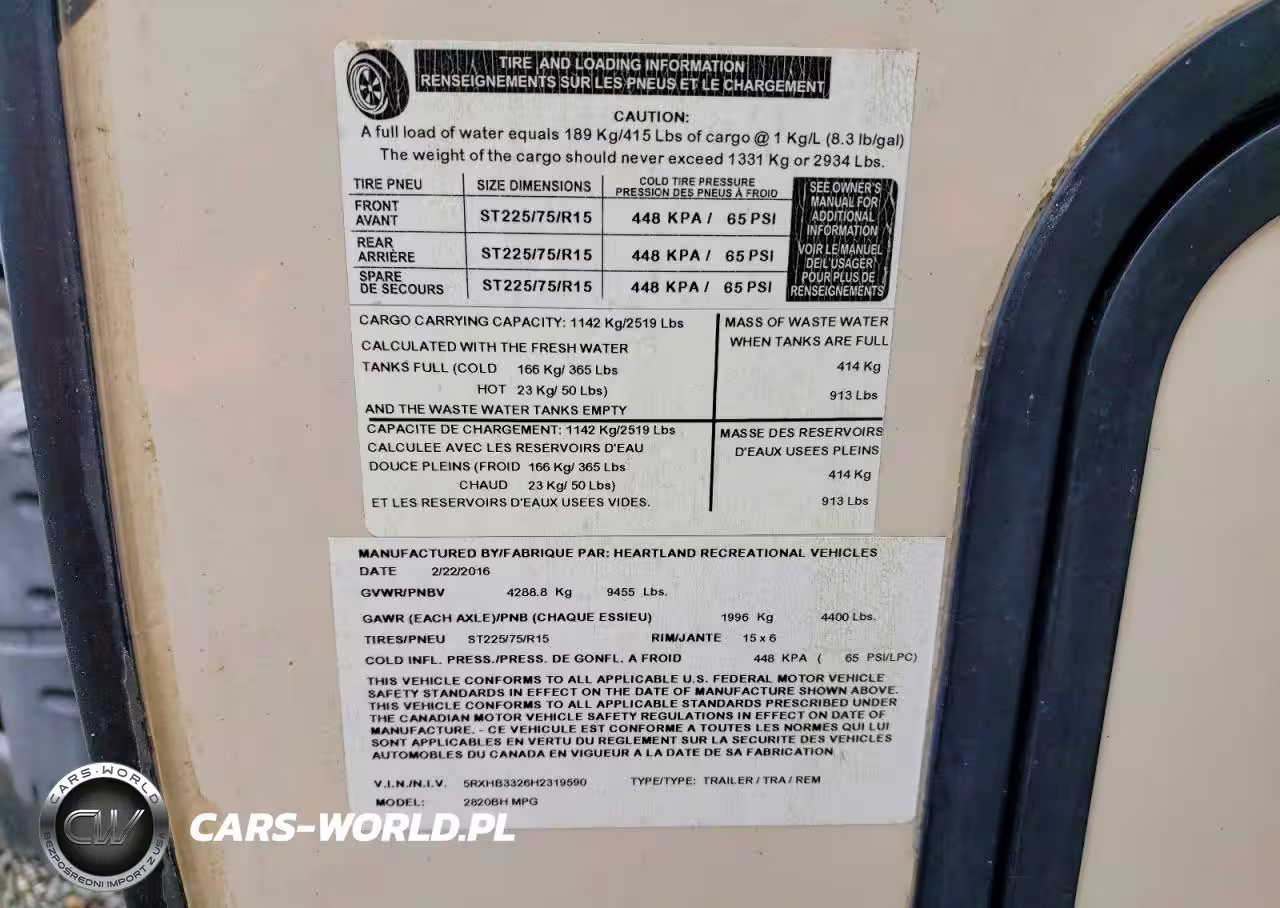 TIRE AND LOADING INFORMATION
RENSEIGNEMENTS SUR LES PNEUS ET LE CHARGEMENT
CAUTION:
A full load of water equals 189 Kg/415 Lbs of cargo @ 1 Kg/L (8.3 lb/gal)
The weight of the cargo should never exceed 1331 Kg or 2934 Lbs.
TIRE PNEU SIZE DIMENSIONS COLD TIRE PRESSURE
PRESSION DES PNEUS À FROID
FRONT
AVANT ST225/75/R15 448 KPA / 65 PSI
REAR
ARRIÈRE ST225/75/R15 448 KPA / 65 PSI
SPARE
DE SECOURS ST225/75/R15 448 KPA / 65 PSI
SEE OWNER'S
MANUAL FOR
ADDITIONAL
INFORMATION
VOIR LE MANUEL
DE L'USAGER
POUR PLUS DE
RENSEIGNEMENTS
CARGO CARRYING CAPACITY: 1142 Kg/2519 Lbs
CALCULATED WITH THE FRESH WATER
TANKS FULL (COLD 166 Kg/ 365 Lbs
HOT 23 Kg/ 50 Lbs)
AND THE WASTE WATER TANKS EMPTY
MASS OF WASTE WATER
WHEN TANKS ARE FULL
414 Kg
913 Lbs
CAPACITE DE CHARGEMENT: 1142 Kg/2519 Lbs
CALCULEE AVEC LES RESERVOIRS D'EAU
DOUCE PLEINS (FROID 166 Kg/ 365 Lbs
CHAUD 23 Kg/ 50 Lbs)
ET LES RESERVOIRS D'EAUX USEES VIDES.
MASSE DES RESERVOIRS
D'EAUX USEES PLEINS
414 Kg
913 Lbs
MANUFACTURED BY/FABRIQUE PAR: HEARTLAND RECREATIONAL VEHICLES
DATE 2/22/2016
GVWR/PNBV 4288.8 Kg 9455 Lbs.
GAWR (EACH AXLE)/PNB (CHAQUE ESSIEU) 1996 Kg 4400 Lbs.
TIRES/PNEU ST225/75/R15 RIM/JANTE 15 x 6
COLD INFL. PRESS./PRESS. DE GONFL. A FROID 448 KPA ( 65 PSI/LPC)
THIS VEHICLE CONFORMS TO ALL APPLICABLE U.S. FEDERAL MOTOR VEHICLE
SAFETY STANDARDS IN EFFECT ON THE DATE OF MANUFACTURE SHOWN ABOVE.
THIS VEHICLE CONFORMS TO ALL APPLICABLE STANDARDS PRESCRIBED UNDER
THE CANADIAN MOTOR VEHICLE SAFETY REGULATIONS IN EFFECT ON DATE OF
MANUFACTURE. - CE VEHICULE EST CONFORME A TOUTES LES NORMES QUI LUI
SONT APPLICABLES EN VERTU DU REGLEMENT SUR LA SECURITE DES VEHICLES
AUTOMOBILES DU CANADA EN VIGUEUR A LA DATE DE SA FABRICATION
V.I.N./N.I.V. 5RXHB3326H2319590 TYPE/TYPE: TRAILER / TRA / REM
MODEL: 2820BH MPG
CARS-WORLD
CW
BEZPOŚREDNI IMPORT Z USA
CARS-WORLD.PL